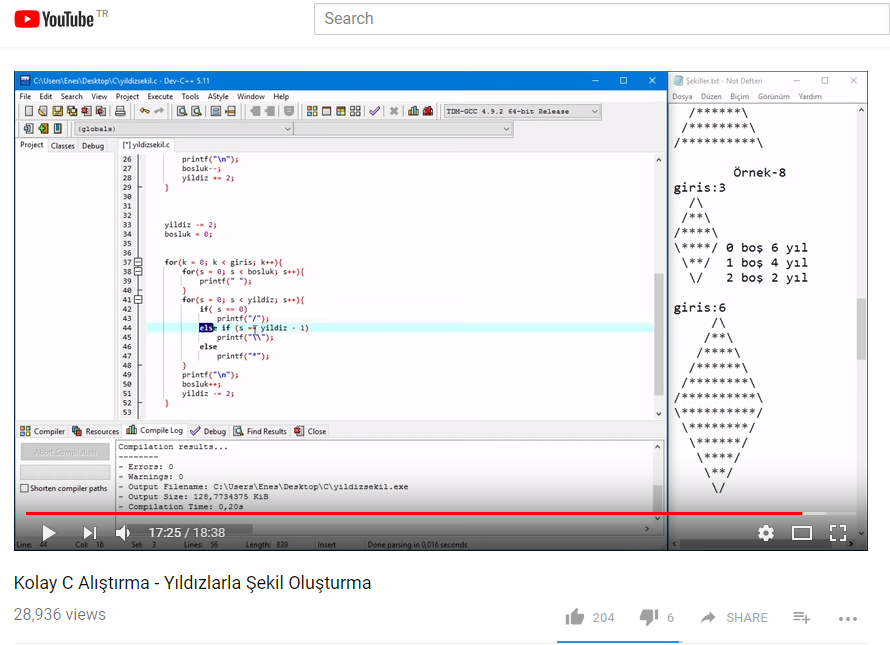 YouTube TR
Search
C:\Users\Enes\Desktop\C\yildizsekil.c - Dev-C++ 5.11
File Edit Search View Project Execute Tools AStyle Window Help
TDM-GCC 4.9.2 64-bit Release
(globals)
Project Classes Debug
[*] yildizsekil.c
26 printf("\n");
27 bosluk--;
28 yildiz += 2;
29 }
30
31
32
33 yildiz -= 2;
34 bosluk = 0;
35
36
37 for(k = 0; k < giris; k++){
38 for(s = 0; s < bosluk; s++){
39 printf(" ");
40 }
41 for(s = 0; s < yildiz; s++){
42 if( s == 0)
43 printf("/");
44 else if (s == yildiz - 1)
45 printf("\\");
46 else
47 printf("*");
48 }
49 printf("\n");
50 bosluk++;
51 yildiz -= 2;
52 }
53
Compiler Resources Compile Log Debug Find Results Close
Abort Compilation
Shorten compiler paths
Compilation results...
--------
- Errors: 0
- Warnings: 0
- Output Filename: C:\Users\Enes\Desktop\C\yildizsekil.exe
- Output Size: 128,7734375 KiB
- Compilation Time: 0,20s
Line: 44 Col: 16 Sel: 3 Lines: 56 Length: 839 Insert Done parsing in 0,016 seconds
17:25 / 18:38
Şekiller.txt - Not Defteri
Dosya Düzen Biçim Görünüm Yardım
/******\
/********\
/**********\
Örnek-8
giris:3
/\
/**\
/****\
\****/ 0 boş 6 yıl
\**/ 1 boş 4 yıl
\/ 2 boş 2 yıl
giris:6
/\
/**\
/****\
/******\
/********\
/**********\
\**********/
\********/
\******/
\****/
\**/
\/
Kolay C Alıştırma - Yıldızlarla Şekil Oluşturma
28,936 views
204 6 SHARE